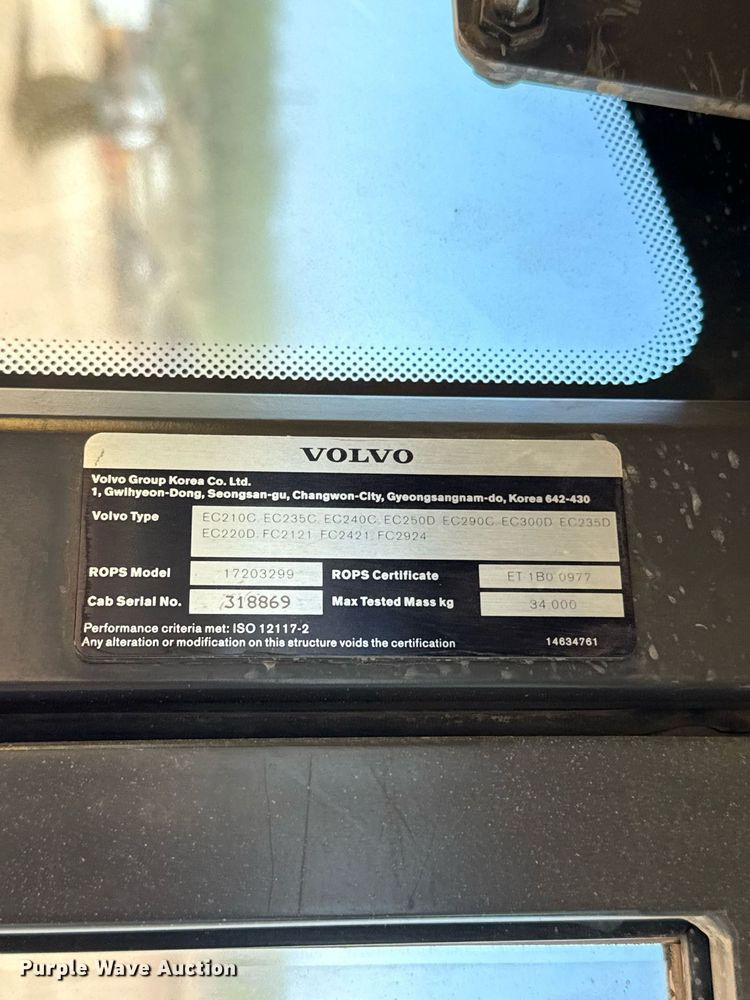 VOLVO
Volvo Group Korea Co. Ltd.
1, Gwihyeon-Dong, Seongsan-gu, Changwon-City, Gyeongsangnam-do, Korea 642-430
Volvo Type EC210C, EC235C, EC240C, EC250D, EC290C, EC300D, EC235D
EC220D, FC2121, FC2421, FC2924
ROPS Model 17203299 ROPS Certificate ET 1B0 0977
Cab Serial No. 318869 Max Tested Mass kg 34 000
Performance criteria met: ISO 12117-2
Any alteration or modification on this structure voids the certification 14634761
Purple Wave Auction